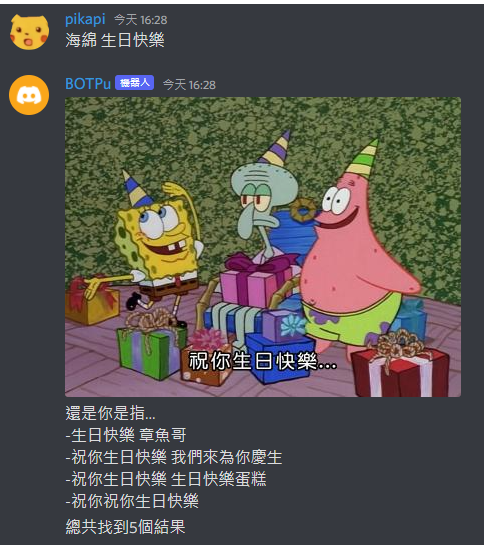 pikapi 今天 16:28
海綿 生日快樂
BOTPu 機器人 今天 16:28
祝你生日快樂...
還是你是指...
-生日快樂 章魚哥
-祝你生日快樂 我們來為你慶生
-祝你生日快樂 生日快樂蛋糕
-祝你祝你生日快樂
總共找到5個結果